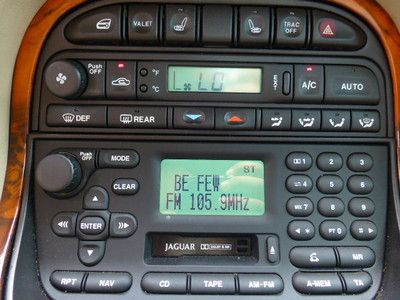 VALET
TRAC OFF
Push OFF
°F
°C
L LO
EXT
A/C
AUTO
DEF
REAR
Push OFF
MODE
CLEAR
ENTER
ST
BE FEW
FM 105.9MHz
JAGUAR
1 2 3
4 5 6
7 8 9
0
RPT
NAV
CD
TAPE
AM-FM
MR
A-MEM
TA